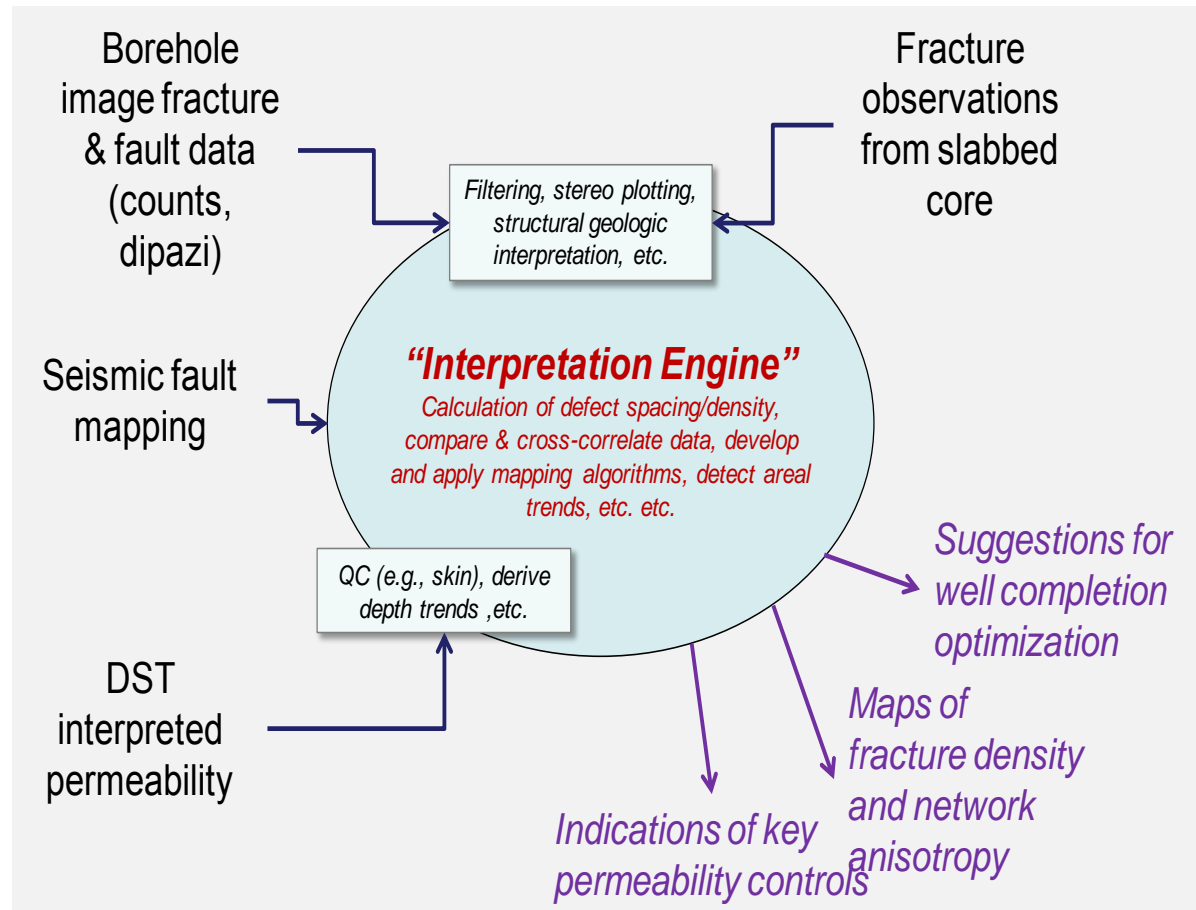 Borehole
image fracture
& fault data
(counts,
dipazi)
Fracture
observations
from slabbed
core
Filtering, stereo plotting,
structural geologic
interpretation, etc.
Seismic fault
mapping
“Interpretation Engine”
Calculation of defect spacing/density,
compare & cross-correlate data, develop
and apply mapping algorithms, detect areal
trends, etc. etc.
QC (e.g., skin), derive
depth trends ,etc.
DST
interpreted
permeability
Suggestions for
well completion
optimization
Maps of
fracture density
and network
anisotropy
Indications of key
permeability controls